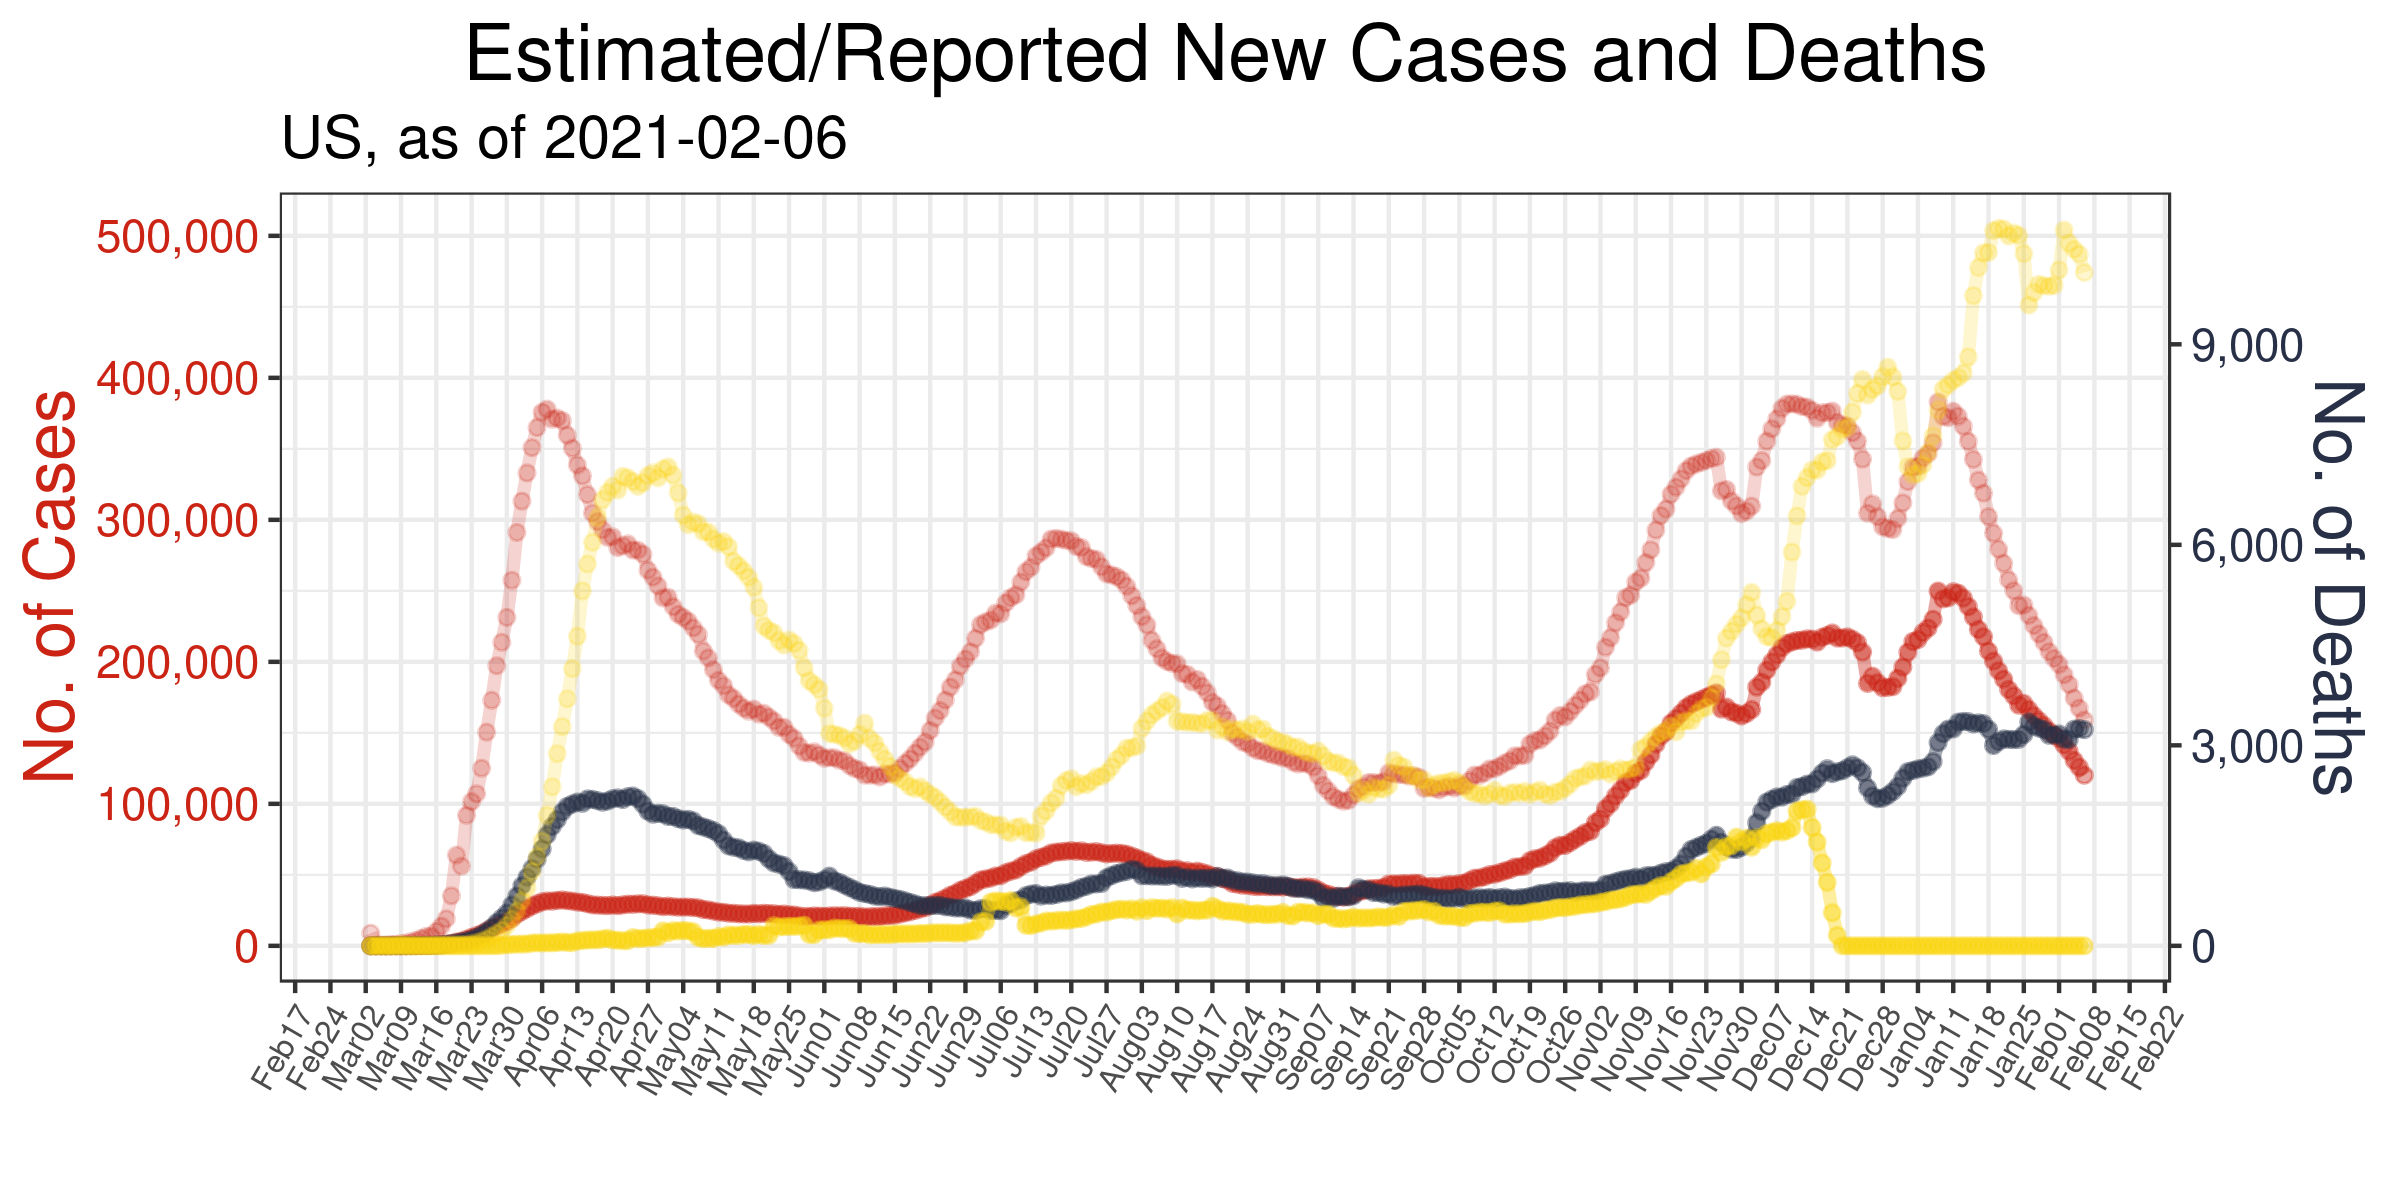 Estimated/Reported New Cases and Deaths
US, as of 2021-02-06
No. of Cases
500,000
400,000
300,000
200,000
100,000
0
No. of Deaths
9,000
6,000
3,000
0
Feb17
Feb24
Mar02
Mar09
Mar16
Mar23
Mar30
Apr06
Apr13
Apr20
Apr27
May04
May11
May18
May25
Jun01
Jun08
Jun15
Jun22
Jun29
Jul06
Jul13
Jul20
Jul27
Aug03
Aug10
Aug17
Aug24
Aug31
Sep07
Sep14
Sep21
Sep28
Oct05
Oct12
Oct19
Oct26
Nov02
Nov09
Nov16
Nov23
Nov30
Dec07
Dec14
Dec21
Dec28
Jan04
Jan11
Jan18
Jan25
Feb01
Feb08
Feb15
Feb22